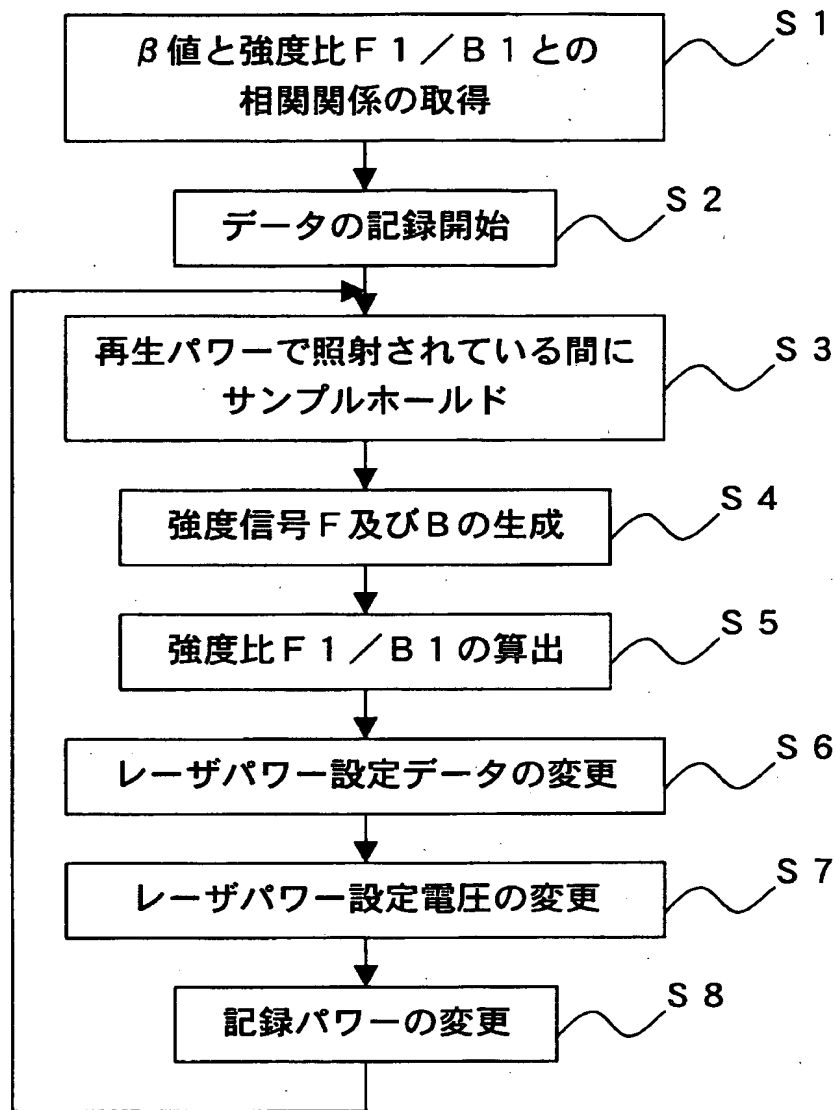 S1
β値と強度比F1/B1との
相関関係の取得
S2
データの記録開始
S3
再生パワーで照射されている間に
サンプルホールド
S4
強度信号F及びBの生成
S5
強度比F1/B1の算出
S6
レーザパワー設定データの変更
S7
レーザパワー設定電圧の変更
S8
記録パワーの変更